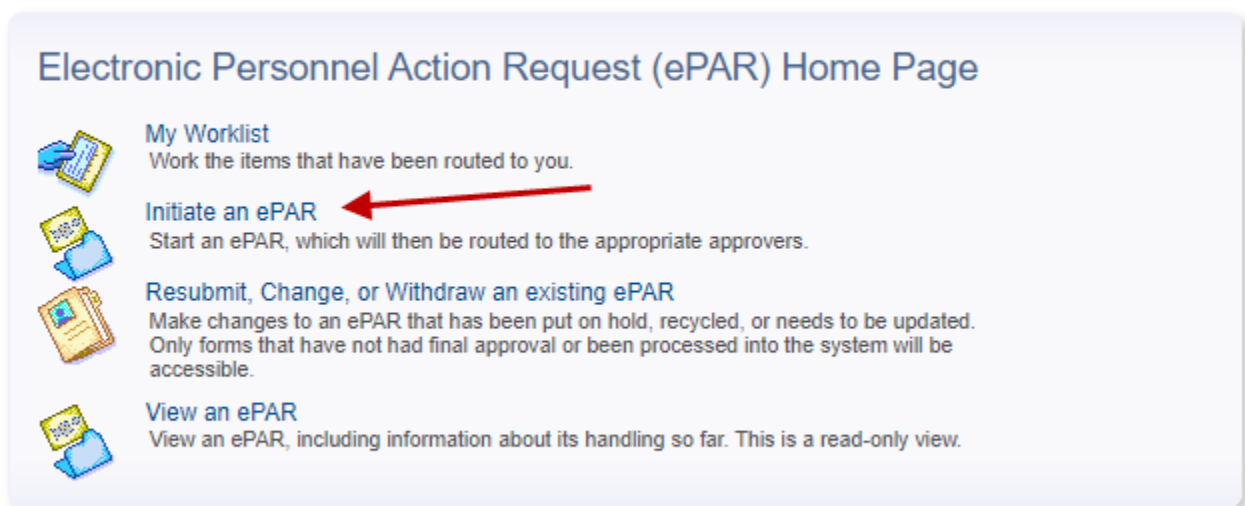 Electronic Personnel Action Request (ePAR) Home Page
My Worklist
Work the items that have been routed to you.
Initiate an ePAR
Start an ePAR, which will then be routed to the appropriate approvers.
Resubmit, Change, or Withdraw an existing ePAR
Make changes to an ePAR that has been put on hold, recycled, or needs to be updated.
Only forms that have not had final approval or been processed into the system will be
accessible.
View an ePAR
View an ePAR, including information about its handling so far. This is a read-only view.